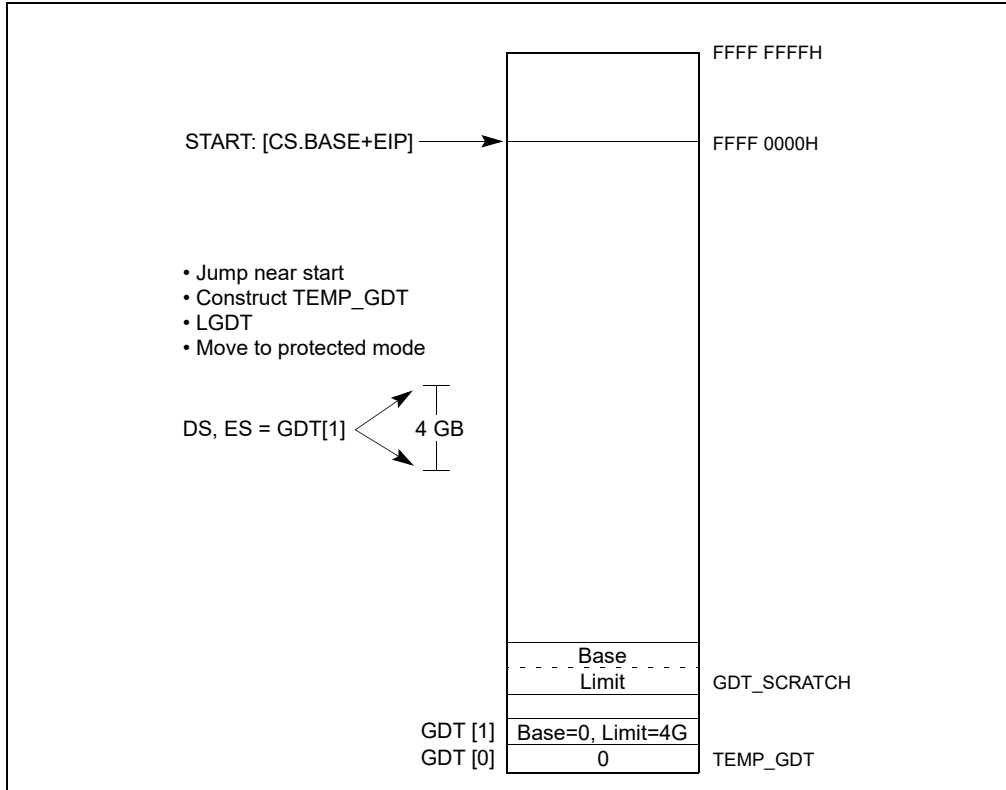 FFFF FFFFH
START: [CS.BASE+EIP]
FFFF 0000H
• Jump near start
• Construct TEMP_GDT
• LGDT
• Move to protected mode
DS, ES = GDT[1]
4 GB
Base
Limit
GDT_SCRATCH
GDT [1]
Base=0, Limit=4G
GDT [0]
0
TEMP_GDT